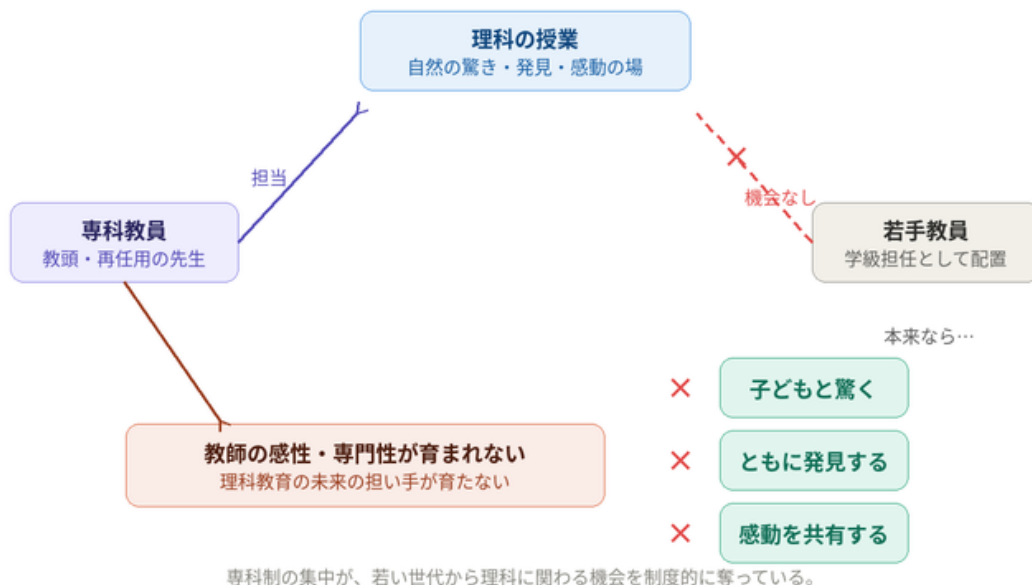 理科の授業
自然の驚き・発見・感動の場
担当
機会なし
専科教員
教頭・再任用の先生
若手教員
学級担任として配置
本来なら…
子どもと驚く
ともに発見する
感動を共有する
教師の感性・専門性が育まれない
理科教育の未来の担い手が育たない
専科制の集中が、若い世代から理科に関わる機会を制度的に奪っている。